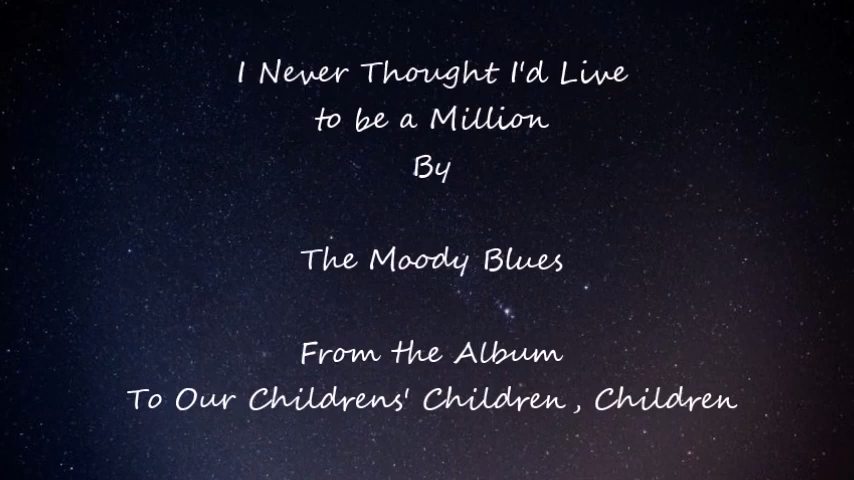 I Never Thought I'd Live
to be a Million
By
The Moody Blues
From the Album
To Our Childrens' Children , Children